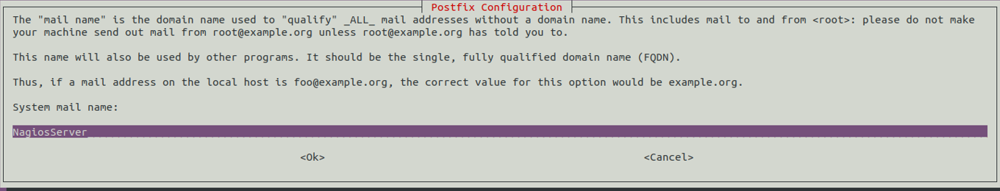 Postfix Configuration
The "mail name" is the domain name used to "qualify" _ALL_ mail addresses without a domain name. This includes mail to and from <root>: please do not make
your machine send out mail from root@example.org unless root@example.org has told you to.
This name will also be used by other programs. It should be the single, fully qualified domain name (FQDN).
Thus, if a mail address on the local host is foo@example.org, the correct value for this option would be example.org.
System mail name:
NagiosServer
<Ok> <Cancel>